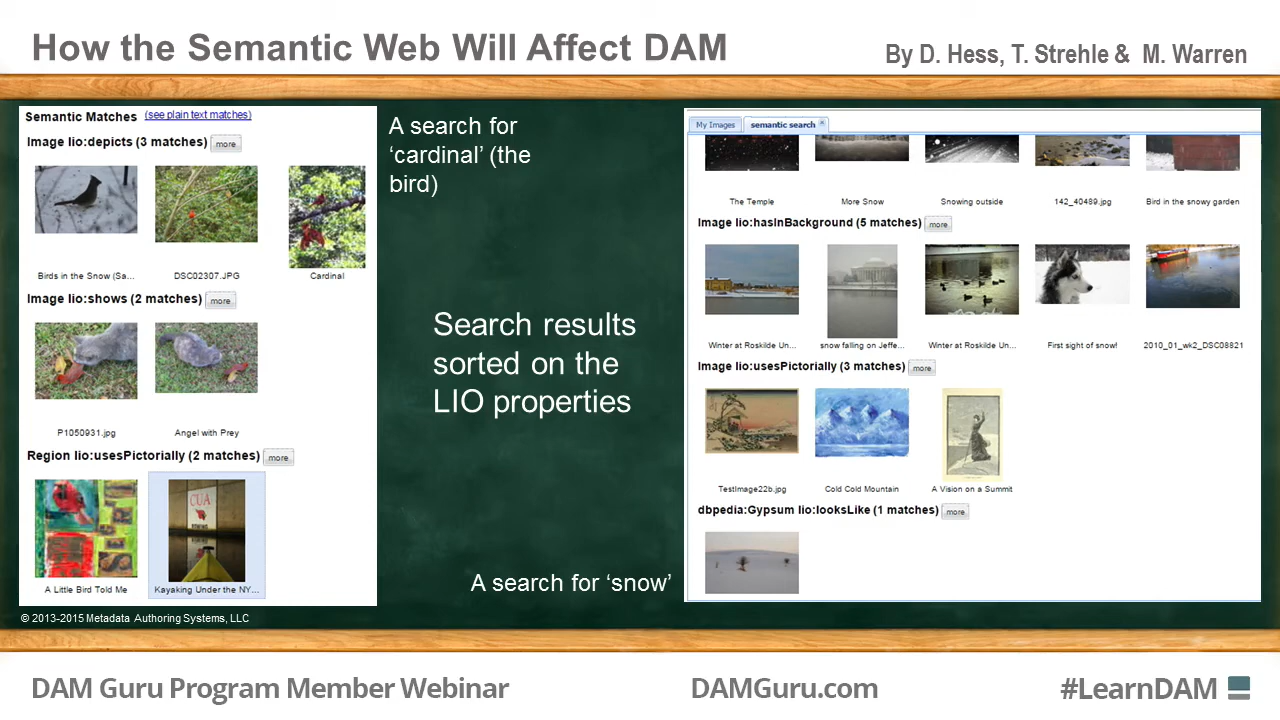 How the Semantic Web Will Affect DAM
By D. Hess, T. Strehle & M. Warren
Semantic Matches (see plain text matches)
Image lio:depicts (3 matches) more
Birds in the Snow (Sa...
DSC02307.JPG
Cardinal
Image lio:shows (2 matches) more
P1050931.jpg
Angel with Prey
Region lio:usesPictorially (2 matches) more
CUA
A Little Bird Told Me
Kayaking Under the NY...
© 2013-2015 Metadata Authoring Systems, LLC
A search for
‘cardinal’ (the
bird)
Search results
sorted on the
LIO properties
A search for ‘snow’
My Images
semantic search
The Temple
More Snow
Snowing outside
142_40489.jpg
Bird in the snowy garden
Image lio:hasInBackground (5 matches) more
Winter at Roskilde Un...
snow falling on Jeffe...
Winter at Roskilde Un...
First sight of snow!
2010_01_wk2_DSC08821
Image lio:usesPictorially (3 matches) more
TestImage22b.jpg
Cold Cold Mountain
A Vision on a Summit
dbpedia:Gypsum lio:looksLike (1 matches) more
DAM Guru Program Member Webinar
DAMGuru.com
#LearnDAM